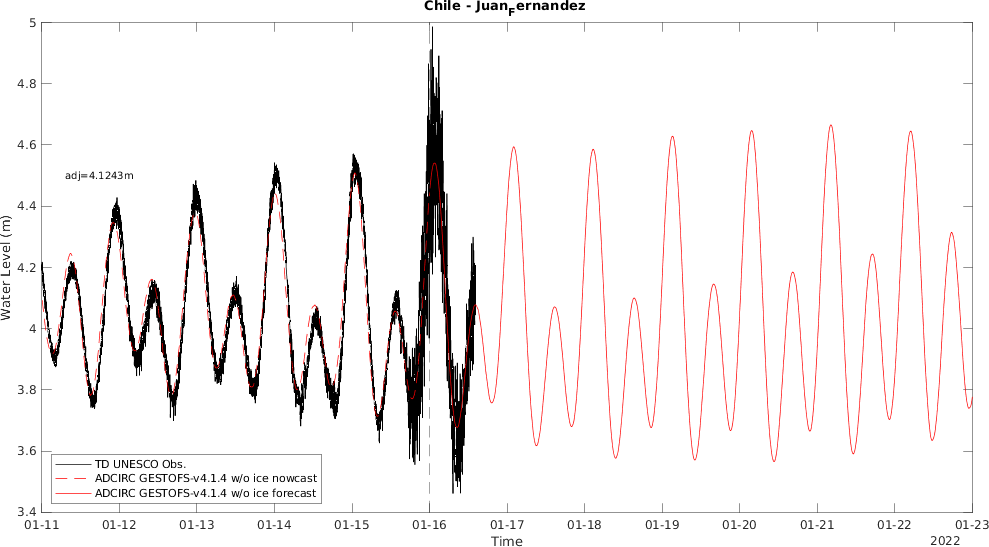 Chile - JuanFernandez
5
4.8
4.6
4.4
4.2
4
3.8
3.6
3.4
Water Level (m)
adj=4.1243m
TD UNESCO Obs.
ADCIRC GESTOFS-v4.1.4 w/o ice nowcast
ADCIRC GESTOFS-v4.1.4 w/o ice forecast
01-11 01-12 01-13 01-14 01-15 01-16 01-17 01-18 01-19 01-20 01-21 01-22 01-23
Time
2022